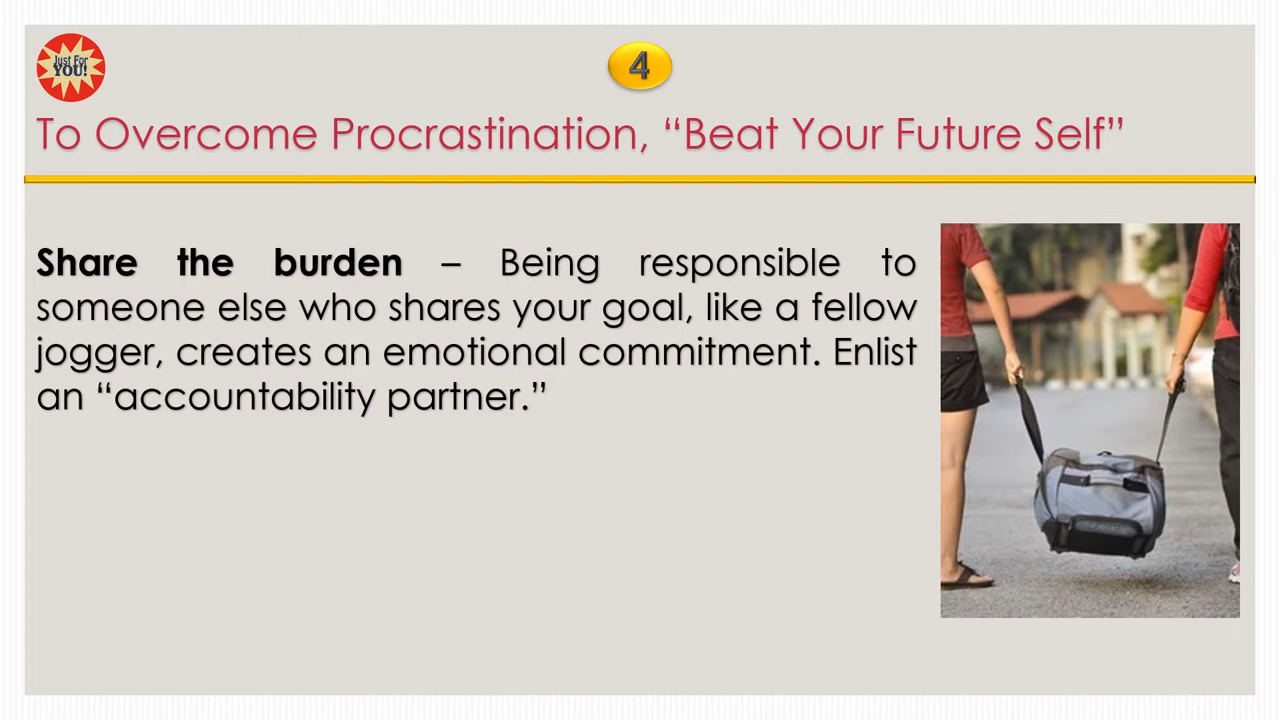 Just For
YOU!
4
To Overcome Procrastination, “Beat Your Future Self”
Share the burden – Being responsible to
someone else who shares your goal, like a fellow
jogger, creates an emotional commitment. Enlist
an “accountability partner.”